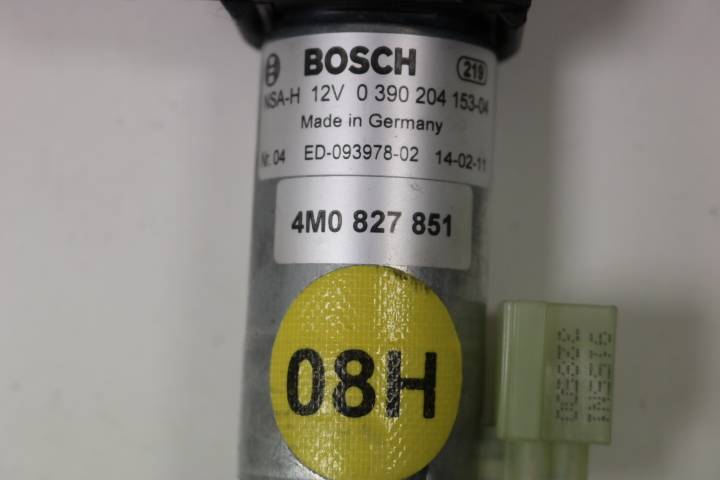 BOSCH 219
NSA-H 12V 0 390 204 153-04
Made in Germany
Nr. 04 ED-093978-02 14-02-11
4M0 827 851
08H